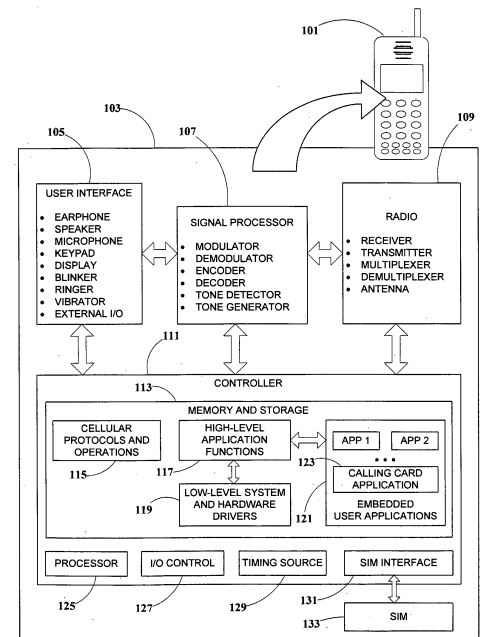 101
103
105
107
109
USER INTERFACE
• EARPHONE
• SPEAKER
• MICROPHONE
• KEYPAD
• DISPLAY
• BLINKER
• RINGER
• VIBRATOR
• EXTERNAL I/O
SIGNAL PROCESSOR
• MODULATOR
• DEMODULATOR
• ENCODER
• DECODER
• TONE DETECTOR
• TONE GENERATOR
RADIO
• RECEIVER
• TRANSMITTER
• MULTIPLEXER
• DEMULTIPLEXER
• ANTENNA
111
CONTROLLER
113
MEMORY AND STORAGE
CELLULAR
PROTOCOLS AND
OPERATIONS
115
HIGH-LEVEL
APPLICATION
FUNCTIONS
117
APP 1
APP 2
•••
123
CALLING CARD
APPLICATION
119
LOW-LEVEL SYSTEM
AND HARDWARE
DRIVERS
121
EMBEDDED
USER APPLICATIONS
PROCESSOR
125
I/O CONTROL
127
TIMING SOURCE
129
SIM INTERFACE
131
SIM
133